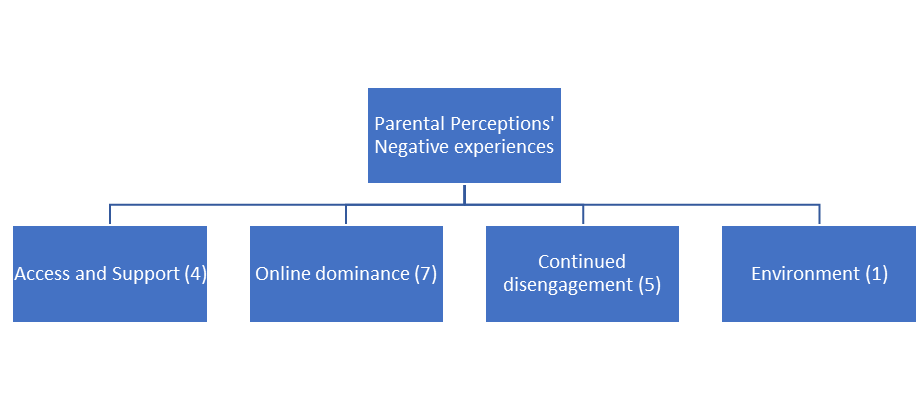 Parental Perceptions'
Negative experiences
Access and Support (4)
Online dominance (7)
Continued
disengagement (5)
Environment (1)